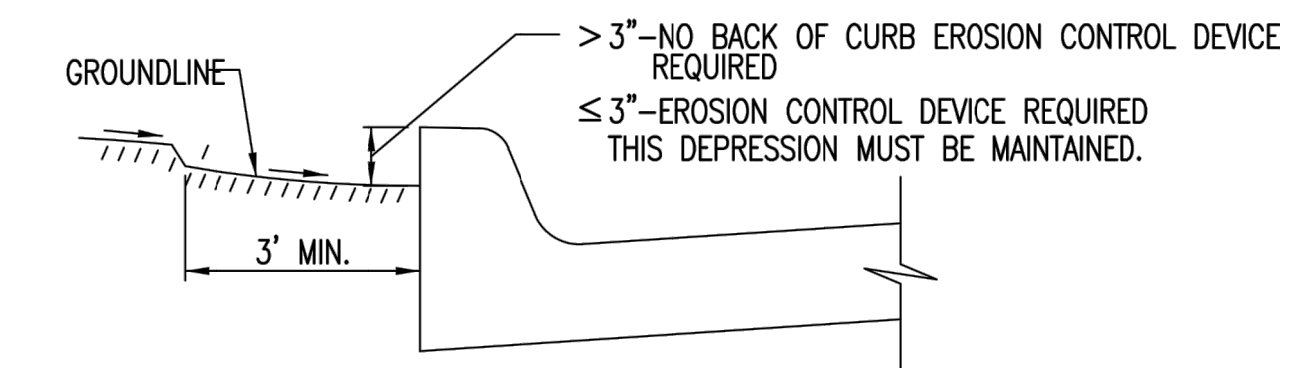 > 3”–NO BACK OF CURB EROSION CONTROL DEVICE
REQUIRED
GROUNDLINE
≤ 3”–EROSION CONTROL DEVICE REQUIRED
THIS DEPRESSION MUST BE MAINTAINED.
3' MIN.